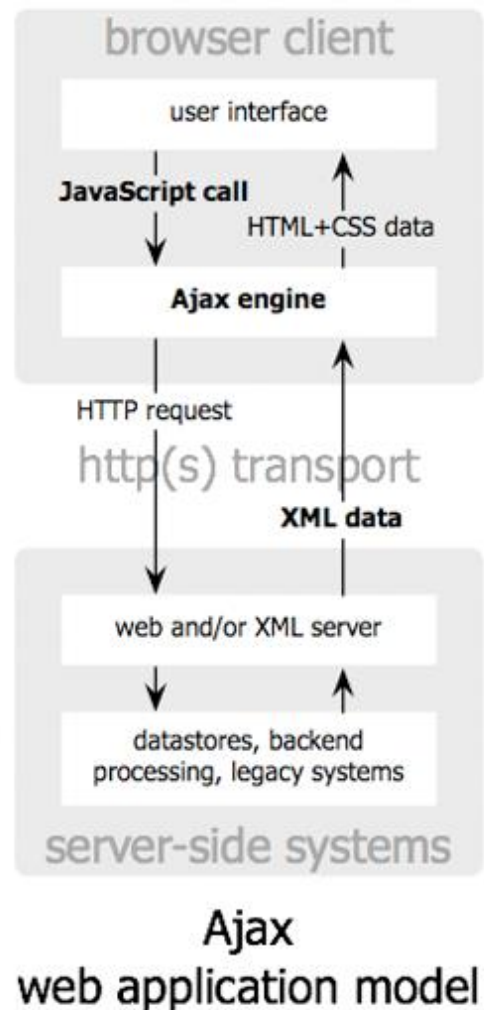 browser client
user interface
JavaScript call
HTML+CSS data
Ajax engine
HTTP request
http(s) transport
XML data
web and/or XML server
datastores, backend
processing, legacy systems
server-side systems
Ajax
web application model